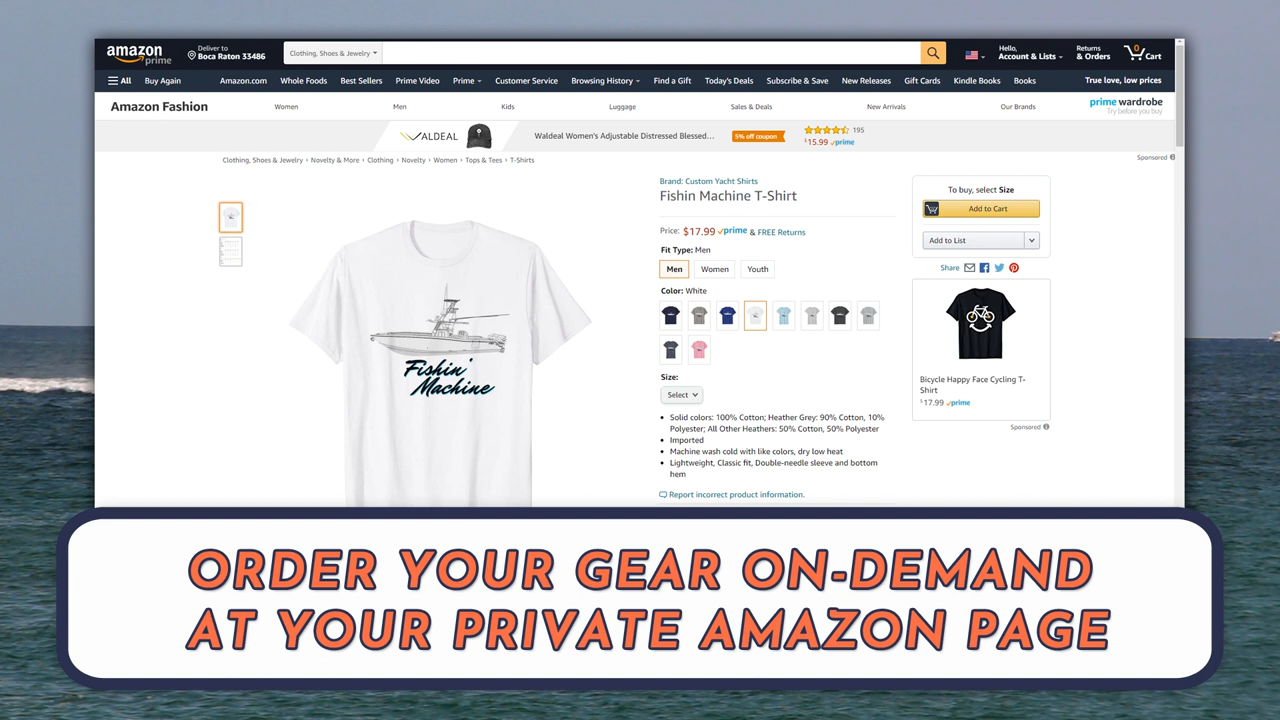 amazon
prime
Deliver to
Boca Raton 33486
Clothing, Shoes & Jewelry
Hello,
Account & Lists
Returns
& Orders
0
Cart
All
Buy Again
Amazon.com
Whole Foods
Best Sellers
Prime Video
Prime
Customer Service
Browsing History
Find a Gift
Today's Deals
Subscribe & Save
New Releases
Gift Cards
Kindle Books
Books
True love, low prices
Amazon Fashion
Women
Men
Kids
Luggage
Sales & Deals
New Arrivals
Our Brands
prime wardrobe
Try before you buy
WALDEAL
Waldeal Women's Adjustable Distressed Blessed...
5% off coupon
195
$15.99 prime
Sponsored
Clothing, Shoes & Jewelry › Novelty & More › Clothing › Novelty › Women › Tops & Tees › T-Shirts
Brand: Custom Yacht Shirts
Fishin Machine T-Shirt
Price: $17.99 prime & FREE Returns
Fit Type: Men
Men
Women
Youth
Color: White
Size:
Select
• Solid colors: 100% Cotton; Heather Grey: 90% Cotton, 10%
Polyester; All Other Heathers: 50% Cotton, 50% Polyester
• Imported
• Machine wash cold with like colors, dry low heat
• Lightweight, Classic fit, Double-needle sleeve and bottom
hem
Report incorrect product information.
To buy, select Size
Add to Cart
Add to List
Share
Bicycle Happy Face Cycling T-
Shirt
$17.99 prime
Sponsored
Fishin'
Machine
ORDER YOUR GEAR ON-DEMAND
AT YOUR PRIVATE AMAZON PAGE